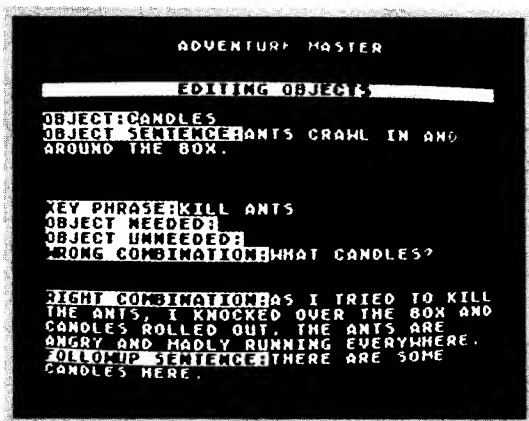 ADVENTURE MASTER
EDITING OBJECTS
OBJECT:CANDLES
OBJECT SENTENCE:ANTS CRAWL IN AND
AROUND THE BOX.
KEY PHRASE:KILL ANTS
OBJECT NEEDED:
OBJECT UNNEEDED:
WRONG COMBINATION:WHAT CANDLES?
RIGHT COMBINATION:AS I TRIED TO KILL
THE ANTS, I KNOCKED OVER THE BOX AND
CANDLES ROLLED OUT. THE ANTS ARE
ANGRY AND MADLY RUNNING EVERYWHERE.
FOLLOWUP SENTENCE:THERE ARE SOME
CANDLES HERE.